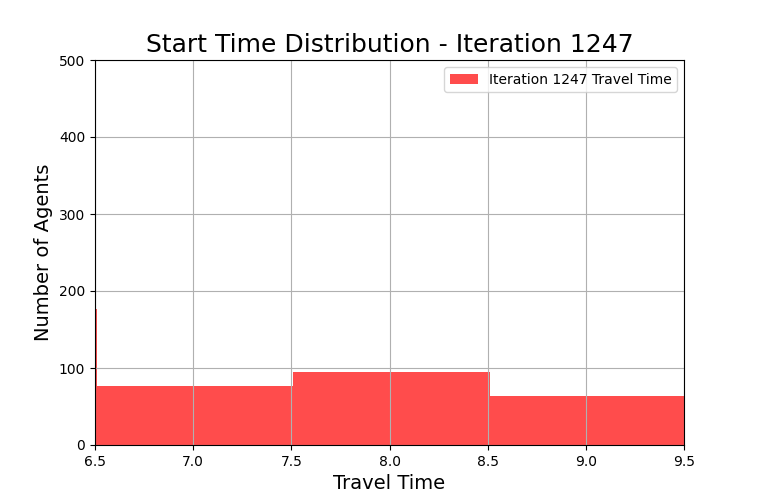 Start Time Distribution - Iteration 1247
Iteration 1247 Travel Time
Number of Agents
500
400
300
200
100
0
6.5 7.0 7.5 8.0 8.5 9.0 9.5
Travel Time